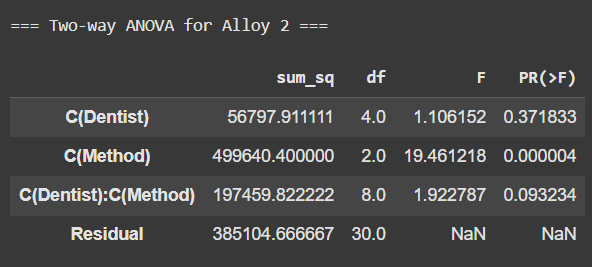 === Two-way ANOVA for Alloy 2 ===
sum_sq df F PR(>F)
C(Dentist) 56797.911111 4.0 1.106152 0.371833
C(Method) 499640.400000 2.0 19.461218 0.000004
C(Dentist):C(Method) 197459.822222 8.0 1.922787 0.093234
Residual 385104.666667 30.0 NaN NaN